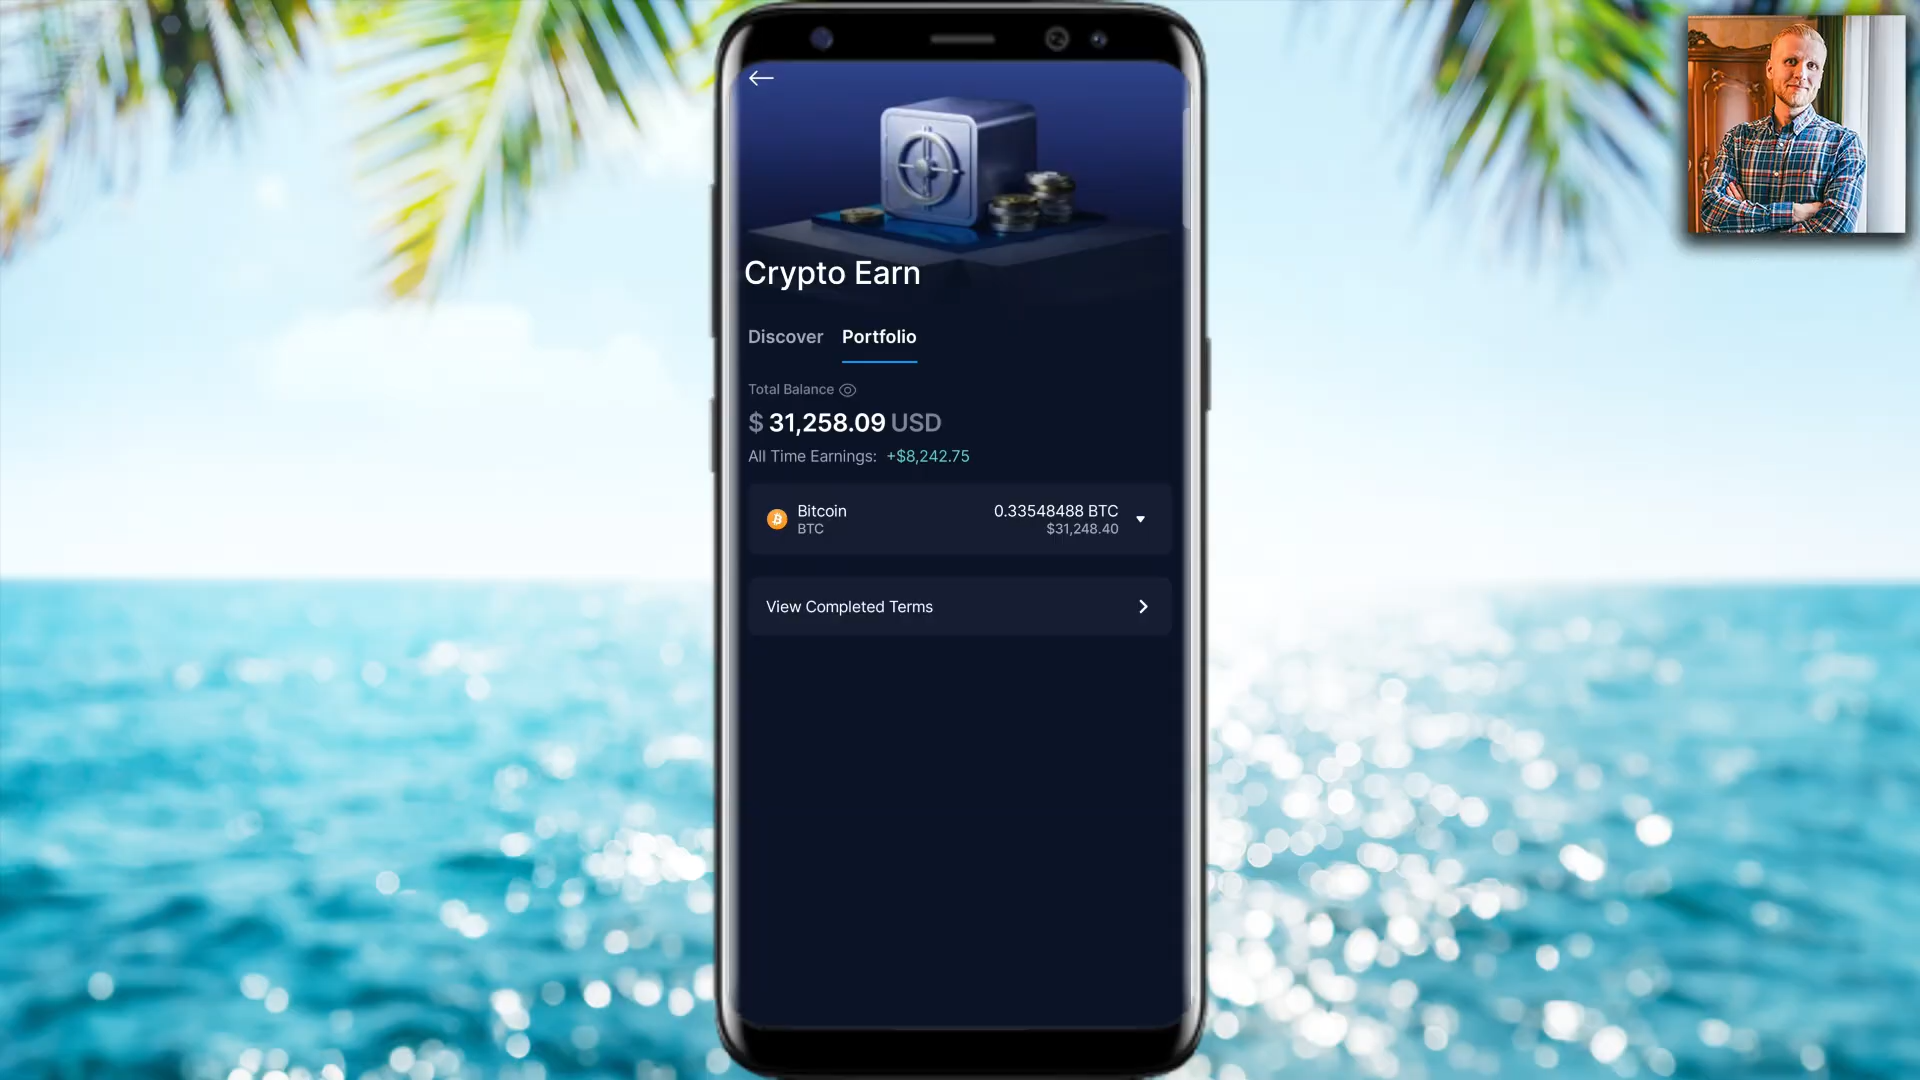 Crypto Earn
Discover Portfolio
Total Balance
$ 31,258.09 USD
All Time Earnings: +$8,242.75
Bitcoin 0.33548488 BTC
BTC $31,248.40
View Completed Terms